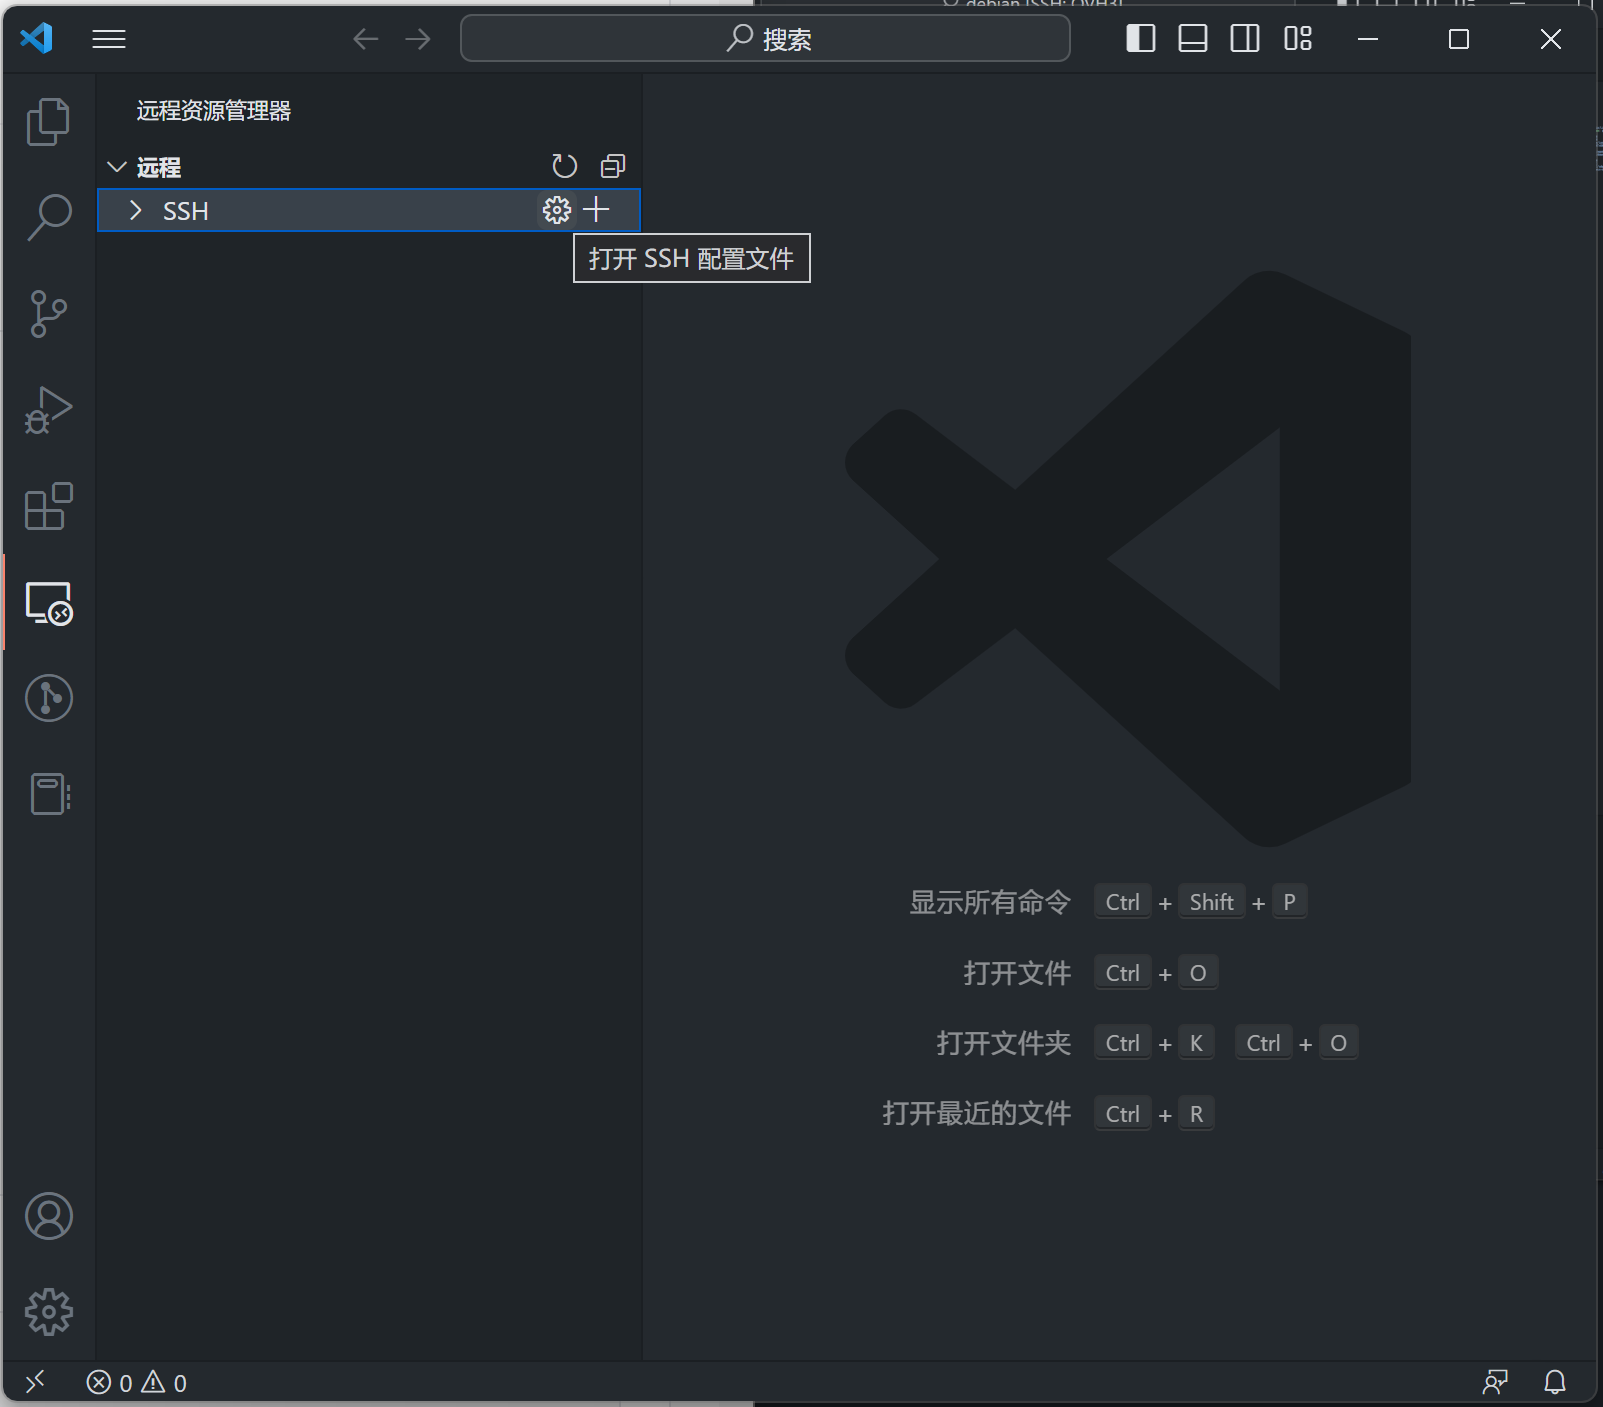 搜索
远程资源管理器
远程
SSH
打开 SSH 配置文件
显示所有命令 Ctrl + Shift + P
打开文件 Ctrl + O
打开文件夹 Ctrl + K Ctrl + O
打开最近的文件 Ctrl + R
0 0